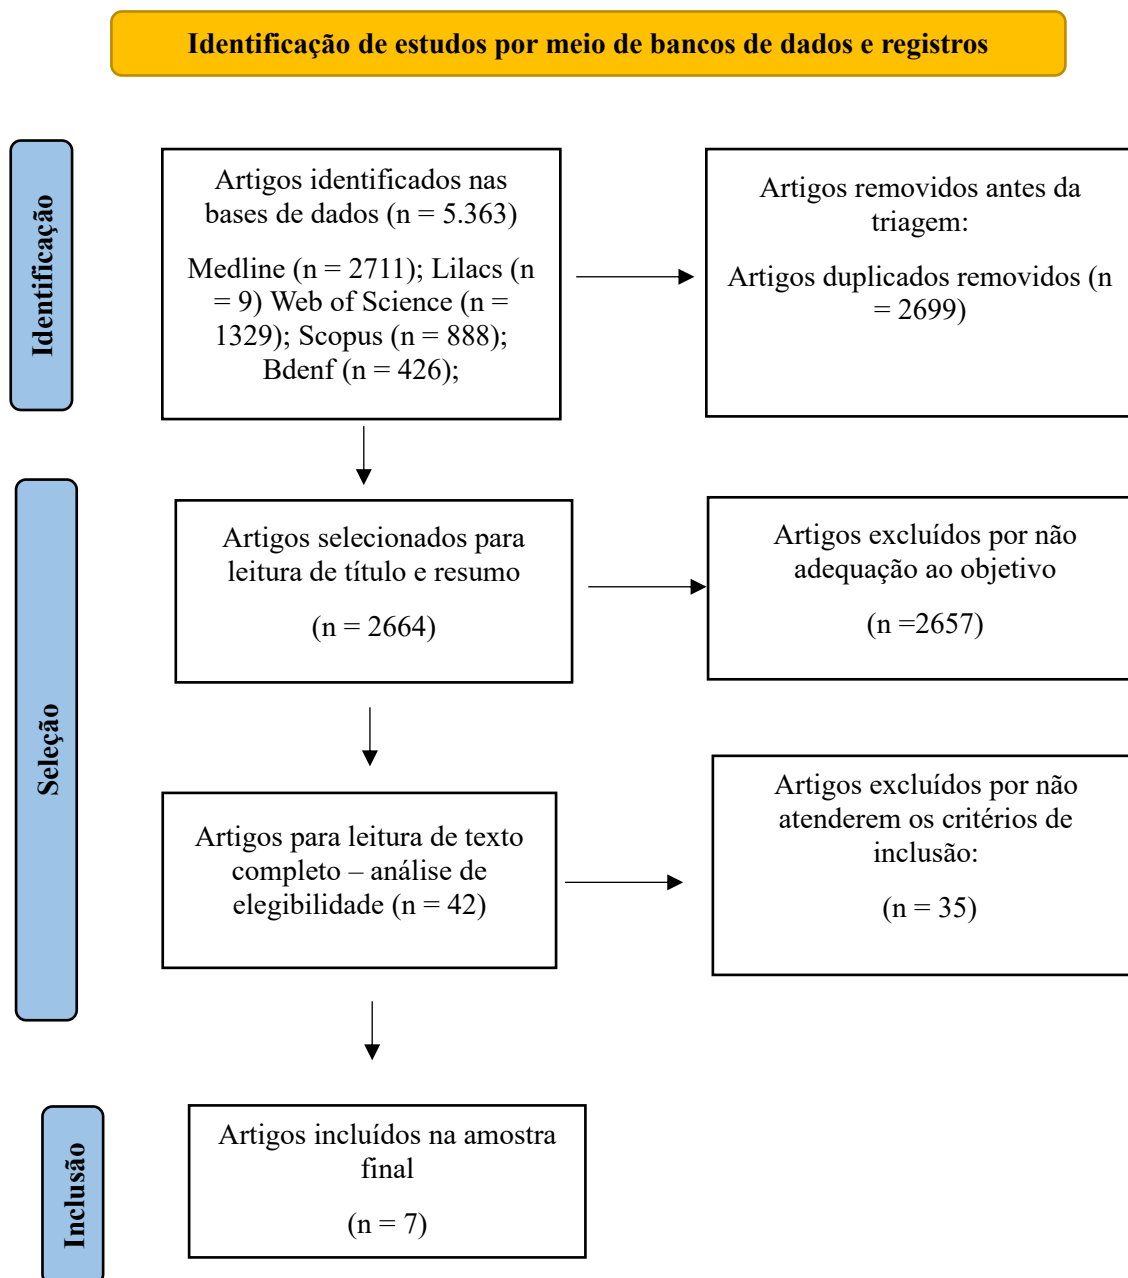 Identificação de estudos por meio de bancos de dados e registros
Identificação
Artigos identificados nas
bases de dados (n = 5.363)
Medline (n = 2711); Lilacs (n
= 9) Web of Science (n =
1329); Scopus (n = 888);
Bdenf (n = 426);
Artigos removidos antes da
triagem:
Artigos duplicados removidos (n
= 2699)
Seleção
Artigos selecionados para
leitura de título e resumo
(n = 2664)
Artigos excluídos por não
adequação ao objetivo
(n =2657)
Artigos para leitura de texto
completo – análise de
elegibilidade (n = 42)
Artigos excluídos por não
atenderem os critérios de
inclusão:
(n = 35)
Inclusão
Artigos incluídos na amostra
final
(n = 7)